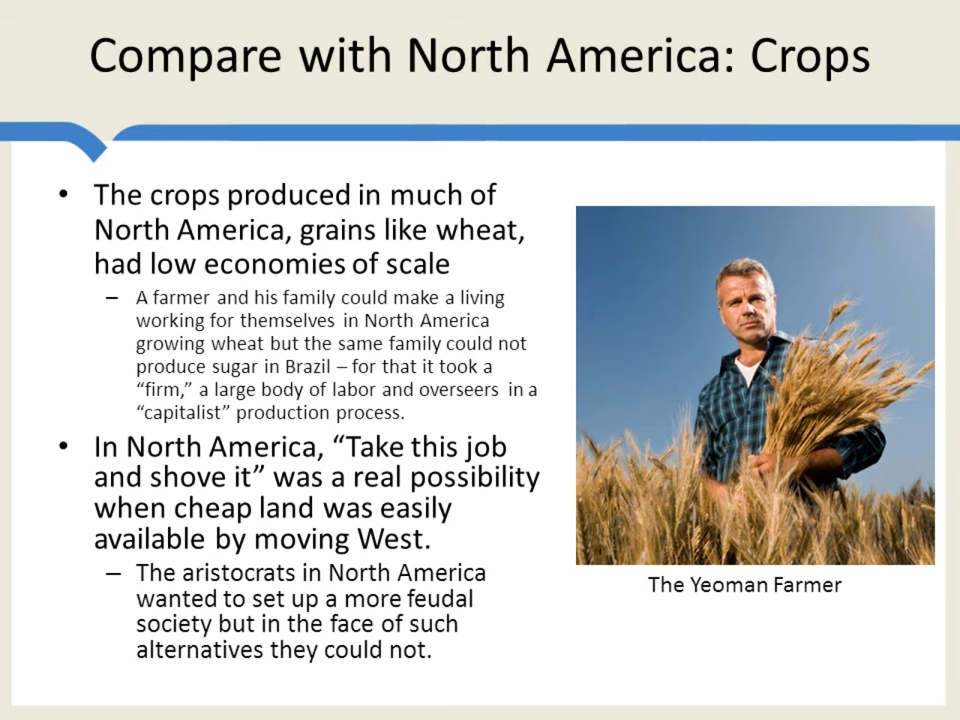 Compare with North America: Crops
• The crops produced in much of
North America, grains like wheat,
had low economies of scale
– A farmer and his family could make a living
working for themselves in North America
growing wheat but the same family could not
produce sugar in Brazil – for that it took a
“firm,” a large body of labor and overseers in a
“capitalist” production process.
• In North America, “Take this job
and shove it” was a real possibility
when cheap land was easily
available by moving West.
– The aristocrats in North America
wanted to set up a more feudal
society but in the face of such
alternatives they could not.
The Yeoman Farmer